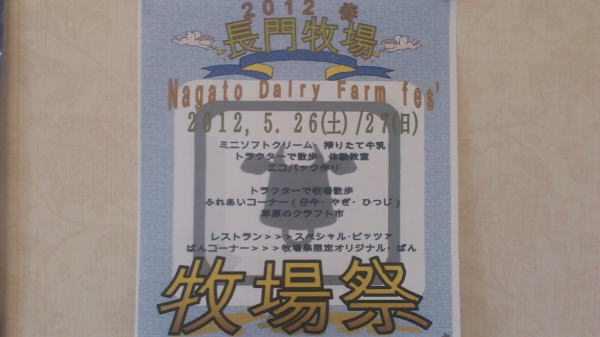 2012 春
長門牧場
Nagato Dairy Farm fes'
2012, 5. 26(土)/27(日)
ミニソフトクリーム・搾りたて牛乳
トラクターで散歩・体験教室
エコバック作り
トラクターで牧場散歩
ふれあいコーナー(仔牛・やぎ・ひつじ)
草原のクラフト市
レストラン>>>スペシャル・ピッツァ
ぱんコーナー>>>牧場祭限定オリジナル・ぱん
牧場祭